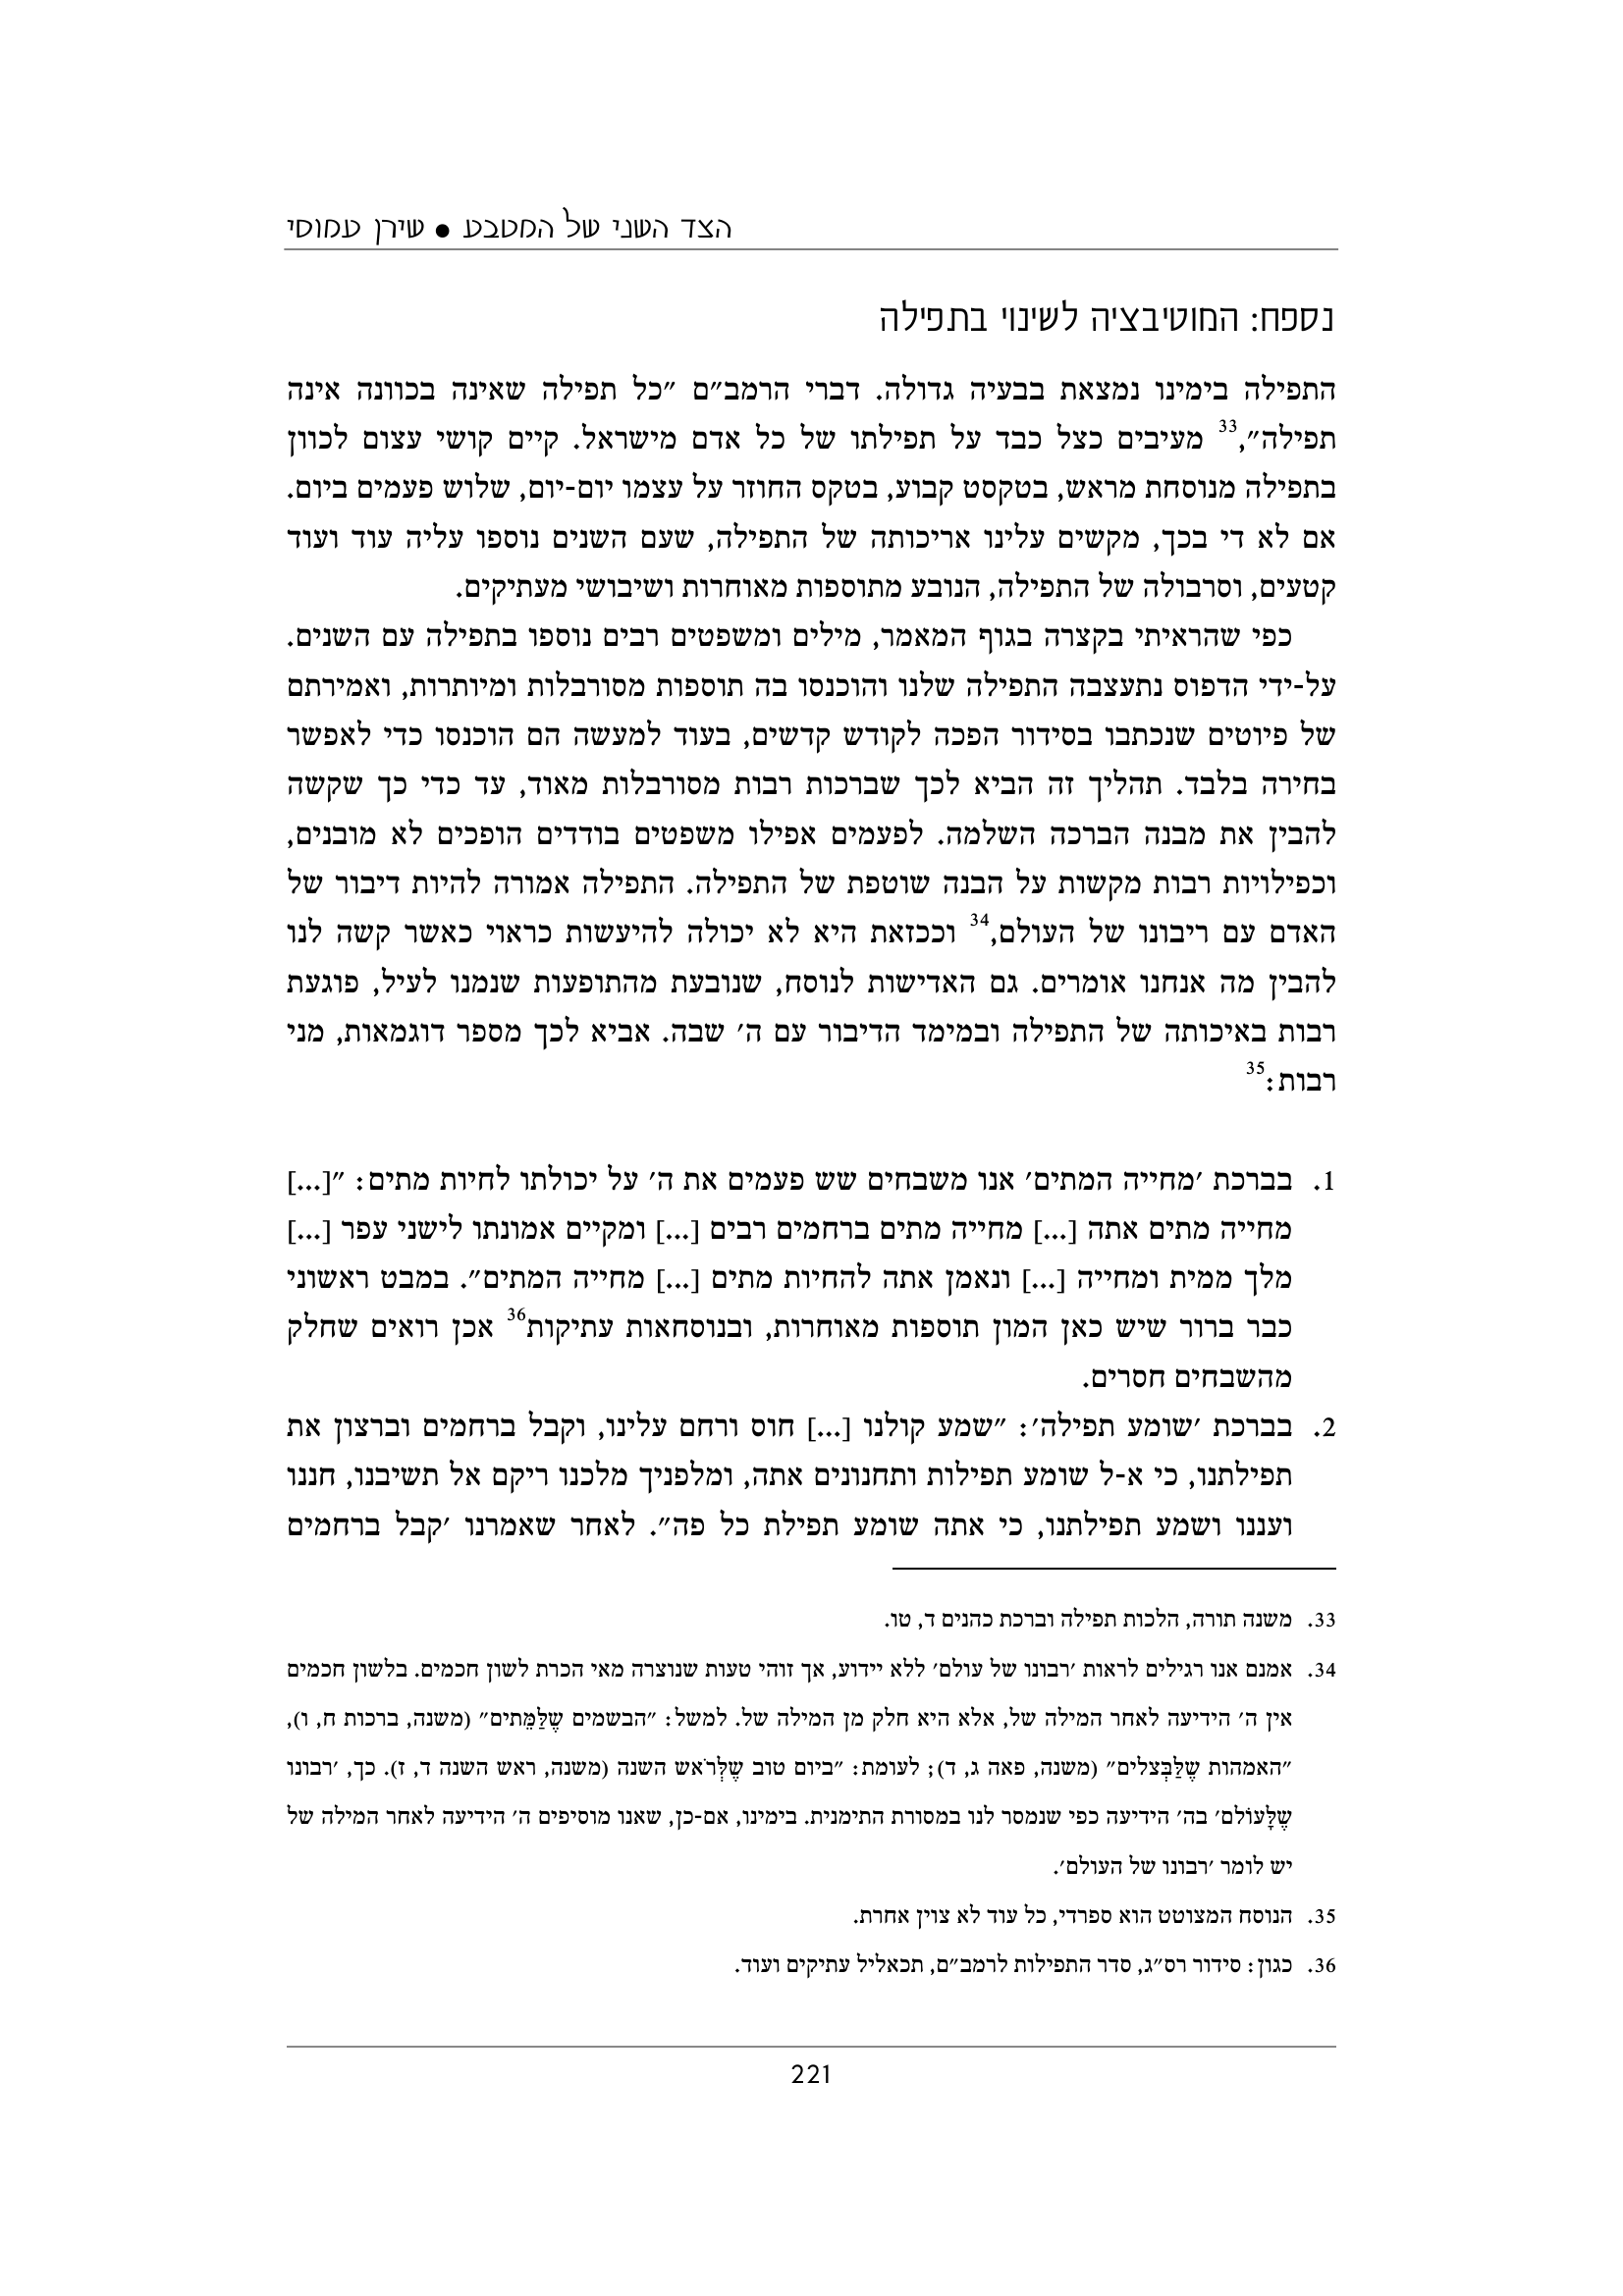 הצד השני של המטבע • שירן עמוסי
נספח: המוטיבציה לשינוי בתפילה
התפילה בימינו נמצאת בבעיה גדולה. דברי הרמב״ם ״כל תפילה שאינה בכוונה אינה
תפילה״,33 מעיבים כצל כבד על תפילתו של כל אדם מישראל. קיים קושי עצום לכוון
בתפילה מנוסחת מראש, בטקסט קבוע, בטקס החוזר על עצמו יום-יום, שלוש פעמים ביום.
אם לא די בכך, מקשים עלינו אריכותה של התפילה, שעם השנים נוספו עליה עוד ועוד
קטעים, וסרבולה של התפילה, הנובע מתוספות מאוחרות ושיבושי מעתיקים.
כפי שהראיתי בקצרה בגוף המאמר, מילים ומשפטים רבים נוספו בתפילה עם השנים.
על-ידי הדפוס נתעצבה התפילה שלנו והוכנסו בה תוספות מסורבלות ומיותרות, ואמירתם
של פיוטים שנכתבו בסידור הפכה לקודש קדשים, בעוד למעשה הם הוכנסו כדי לאפשר
בחירה בלבד. תהליך זה הביא לכך שברכות רבות מסורבלות מאוד, עד כדי כך שקשה
להבין את מבנה הברכה השלמה. לפעמים אפילו משפטים בודדים הופכים לא מובנים,
וכפילויות רבות מקשות על הבנה שוטפת של התפילה. התפילה אמורה להיות דיבור של
האדם עם ריבונו של העולם,34 וככזאת היא לא יכולה להיעשות כראוי כאשר קשה לנו
להבין מה אנחנו אומרים. גם האדישות לנוסח, שנובעת מהתופעות שנמנו לעיל, פוגעת
רבות באיכותה של התפילה ובמימד הדיבור עם ה׳ שבה. אביא לכך מספר דוגמאות, מני
רבות:35
1. בברכת ׳מחייה המתים׳ אנו משבחים שש פעמים את ה׳ על יכולתו לחיות מתים: ״[...]
מחייה מתים אתה [...] מחייה מתים ברחמים רבים [...] ומקיים אמונתו לישני עפר [...]
מלך ממית ומחייה [...] ונאמן אתה להחיות מתים [...] מחייה המתים״. במבט ראשוני
כבר ברור שיש כאן המון תוספות מאוחרות, ובנוסחאות עתיקות36 אכן רואים שחלק
מהשבחים חסרים.
2. בברכת ׳שומע תפילה׳: ״שמע קולנו [...] חוס ורחם עלינו, וקבל ברחמים וברצון את
תפילתנו, כי א-ל שומע תפילות ותחנונים אתה, ומלפניך מלכנו ריקם אל תשיבנו, חננו
ועננו ושמע תפילתנו, כי אתה שומע תפילת כל פה״. לאחר שאמרנו ׳קבל ברחמים
33. משנה תורה, הלכות תפילה וברכת כהנים ד, טו.
34. אמנם אנו רגילים לראות ׳רבונו של עולם׳ ללא יידוע, אך זוהי טעות שנוצרה מאי הכרת לשון חכמים. בלשון חכמים
אין ה׳ הידיעה לאחר המילה של, אלא היא חלק מן המילה של. למשל: ״הבשמים שֶׁלַּמֵּתים״ (משנה, ברכות ח, ו),
״האמהות שֶׁלַּבְּצלים״ (משנה, פאה ג, ד); לעומת: ״ביום טוב שֶׁלְּרֹאש השנה (משנה, ראש השנה ד, ז). כך, ׳רבונו
שֶׁלָּעוֹלם׳ בה׳ הידיעה כפי שנמסר לנו במסורת התימנית. בימינו, אם-כן, שאנו מוסיפים ה׳ הידיעה לאחר המילה של
יש לומר ׳רבונו של העולם׳.
35. הנוסח המצוטט הוא ספרדי, כל עוד לא צוין אחרת.
36. כגון: סידור רס״ג, סדר התפילות לרמב״ם, תכאליל עתיקים ועוד.
221